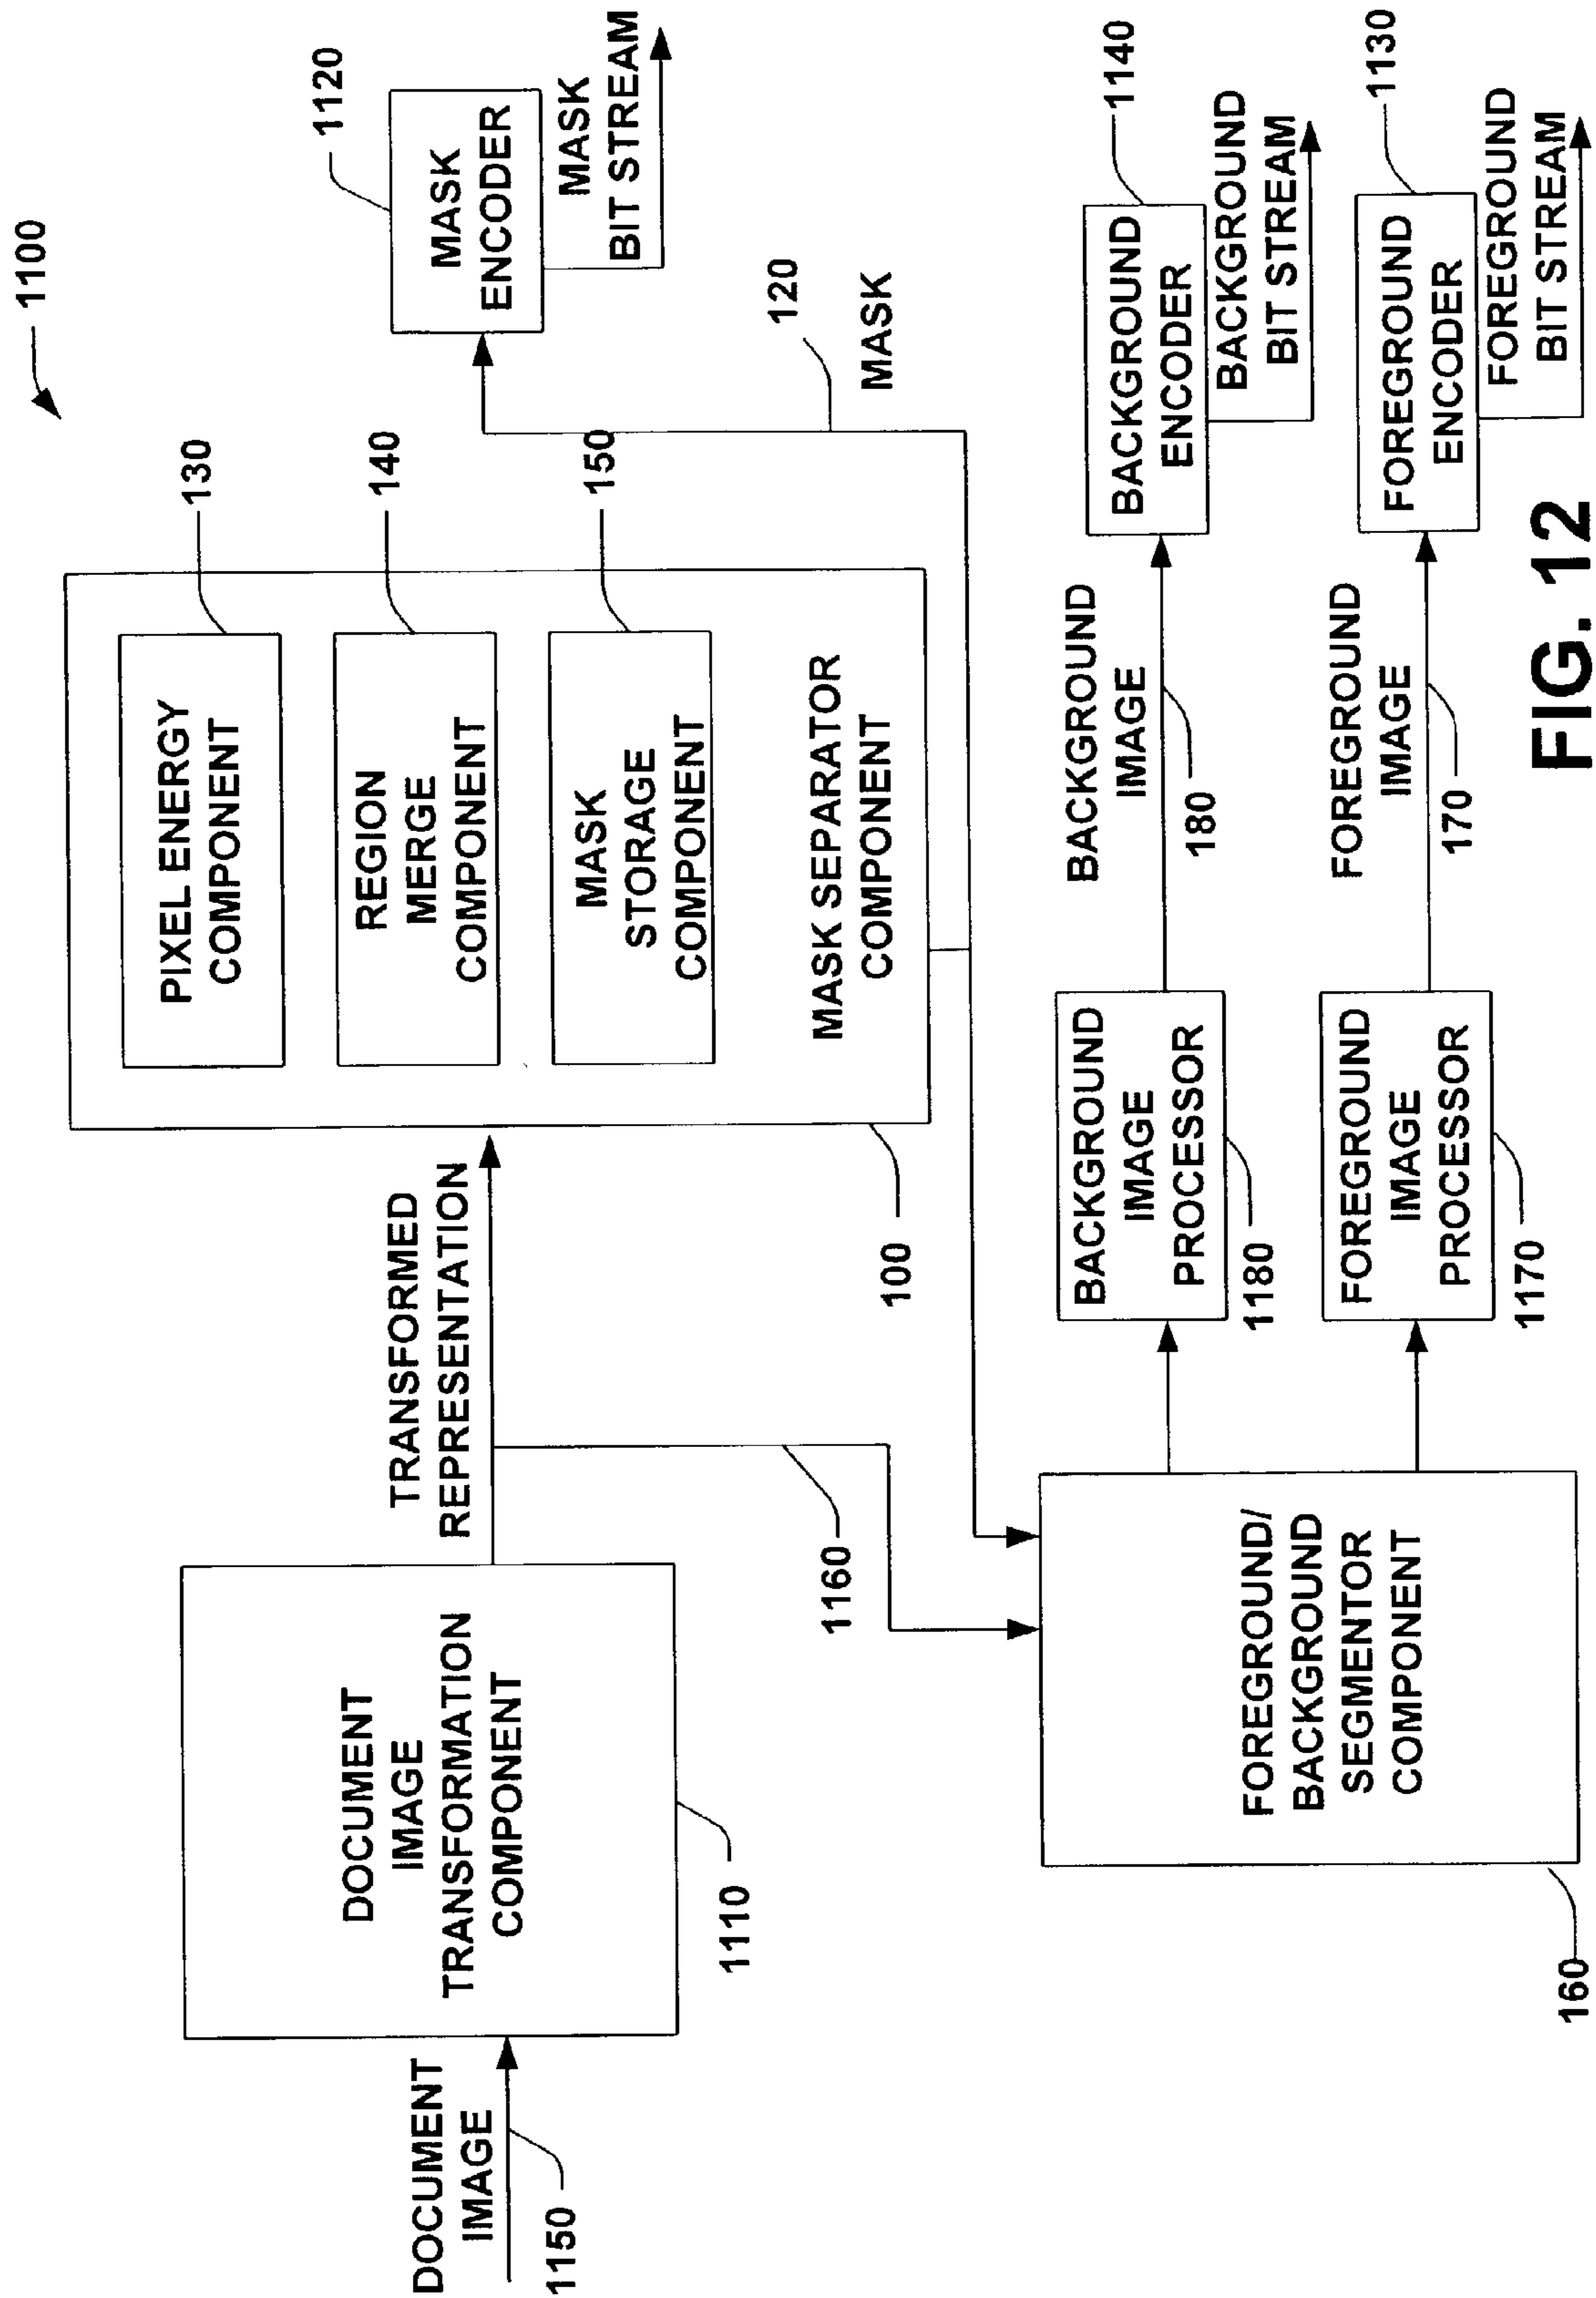 1100
DOCUMENT
IMAGE
1150
DOCUMENT
IMAGE
TRANSFORMATION
COMPONENT
1110
TRANSFORMED
REPRESENTATION
1160
PIXEL ENERGY
COMPONENT
130
REGION
MERGE
COMPONENT
140
MASK
STORAGE
COMPONENT
150
MASK SEPARATOR
COMPONENT
100
1120
MASK
ENCODER
MASK
BIT STREAM
120
MASK
FOREGROUND/
BACKGROUND
SEGMENTOR
COMPONENT
160
BACKGROUND
IMAGE
PROCESSOR
1180
BACKGROUND
IMAGE
180
BACKGROUND
ENCODER
1140
BACKGROUND
BIT STREAM
FOREGROUND
IMAGE
PROCESSOR
1170
FOREGROUND
IMAGE
170
FOREGROUND
ENCODER
1130
FOREGROUND
BIT STREAM
FIG. 12